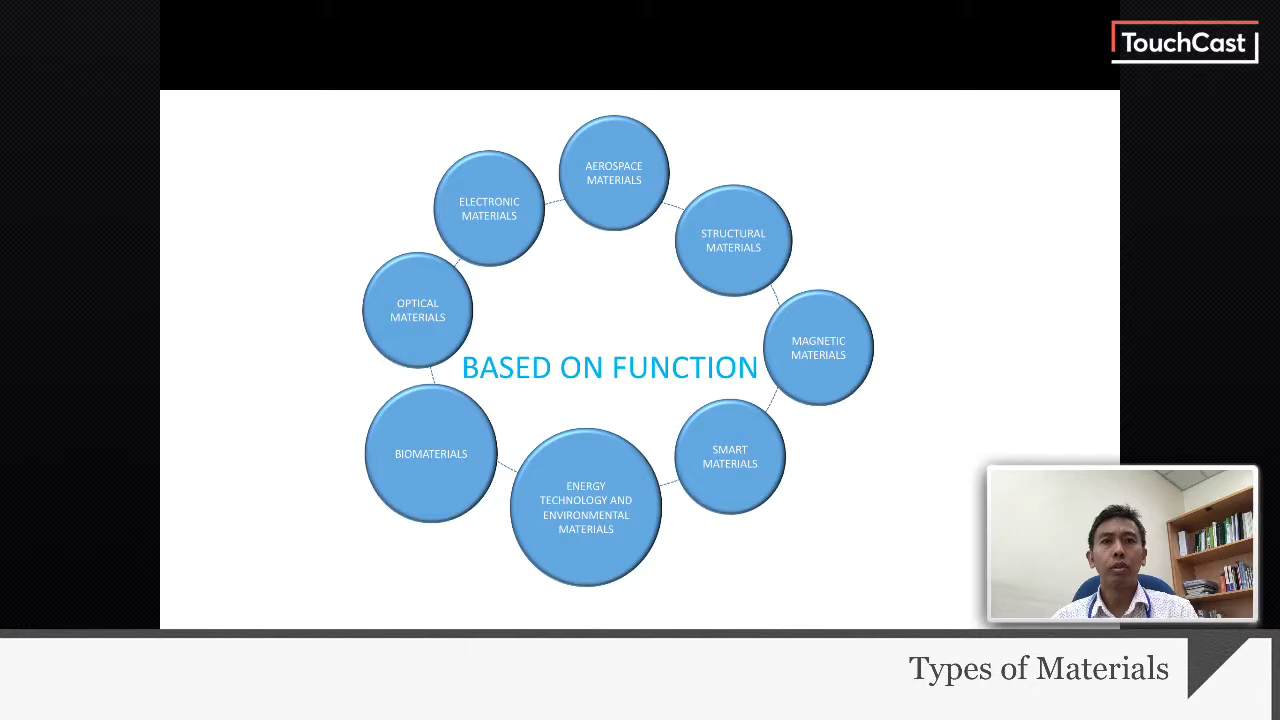 TouchCast
AEROSPACE
MATERIALS
ELECTRONIC
MATERIALS
STRUCTURAL
MATERIALS
OPTICAL
MATERIALS
MAGNETIC
MATERIALS
BASED ON FUNCTION
BIOMATERIALS
SMART
MATERIALS
ENERGY
TECHNOLOGY AND
ENVIRONMENTAL
MATERIALS
Types of Materials